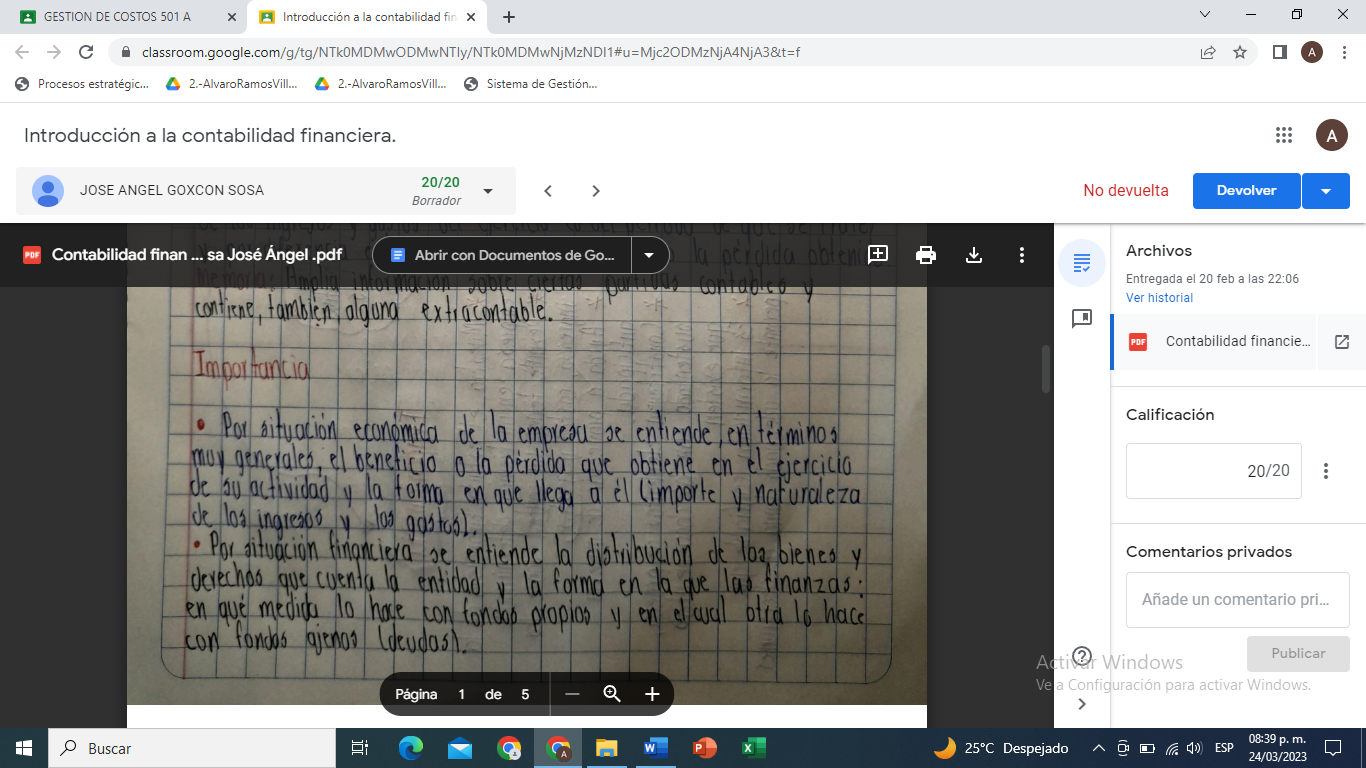 GESTION DE COSTOS 501 A
Introducción a la contabilidad fin
classroom.google.com/g/tg/NTk0MDMwODMwNTIy/NTk0MDMwNjMzNDI1#u=Mjc2ODMzNjA4NjA3&t=f
A
Procesos estratégic...
2.-AlvaroRamosVill...
2.-AlvaroRamosVill...
Sistema de Gestión...
Introducción a la contabilidad financiera.
A
JOSE ANGEL GOXCON SOSA
20/20
Borrador
No devuelta
Devolver
PDF
Contabilidad finan ... sa José Ángel .pdf
Abrir con Documentos de Go...
la pérdida
Memorias: Amplía información sobre ciertas partidas contables y
contiene, también, alguna extracontable.
Importancia
• Por situación económica de la empresa se entiende, en términos
muy generales, el beneficio o la pérdida que obtiene en el ejercicio
de su actividad y la forma en que llega a él (importe y naturaleza
de los ingresos y los gastos).
• Por situación financiera se entiende la distribución de los bienes y
derechos que cuenta la entidad y la forma en la que las finanzas:
en qué medida lo hace con fondos propios y en el cual otra lo hace
con fondos ajenos (deudas).
Página 1 de 5
Archivos
Entregada el 20 feb a las 22:06
Ver historial
PDF
Contabilidad financie...
Calificación
20/20
Comentarios privados
Añade un comentario pri...
Publicar
Activar Windows
Ve a Configuración para activar Windows.
Buscar
25°C Despejado
ESP
08:39 p. m.
24/03/2023